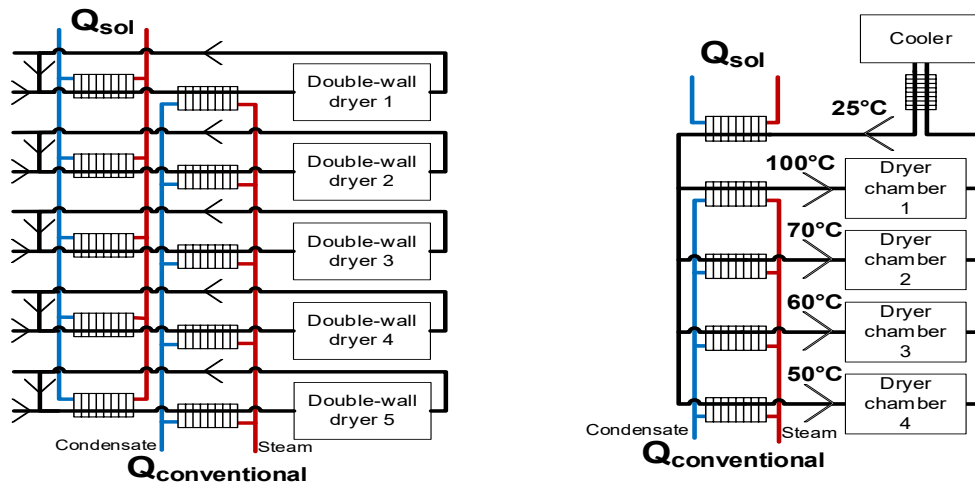 Qsol
Double-wall
dryer 1
Double-wall
dryer 2
Double-wall
dryer 3
Double-wall
dryer 4
Double-wall
dryer 5
Condensate
Steam
Qconventional
Cooler
Qsol
25°C
100°C
Dryer
chamber
1
70°C
Dryer
chamber
2
60°C
Dryer
chamber
3
50°C
Dryer
chamber
4
Condensate
Steam
Qconventional